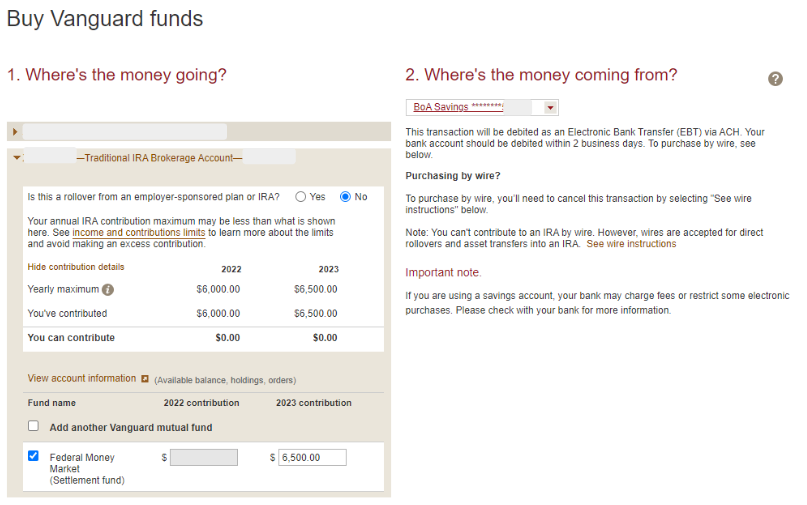 Buy Vanguard funds
1. Where's the money going?
—Traditional IRA Brokerage Account—
Is this a rollover from an employer-sponsored plan or IRA? Yes No
Your annual IRA contribution maximum may be less than what is shown
here. See income and contributions limits to learn more about the limits
and avoid making an excess contribution.
Hide contribution details 2022 2023
Yearly maximum i $6,000.00 $6,500.00
You've contributed $6,000.00 $6,500.00
You can contribute $0.00 $0.00
View account information (Available balance, holdings, orders)
Fund name 2022 contribution 2023 contribution
Add another Vanguard mutual fund
Federal Money $ $ 6,500.00
Market
(Settlement fund)
2. Where's the money coming from? ?
BoA Savings ********
This transaction will be debited as an Electronic Bank Transfer (EBT) via ACH. Your
bank account should be debited within 2 business days. To purchase by wire, see
below.
Purchasing by wire?
To purchase by wire, you'll need to cancel this transaction by selecting "See wire
instructions" below.
Note: You can't contribute to an IRA by wire. However, wires are accepted for direct
rollovers and asset transfers into an IRA. See wire instructions
Important note.
If you are using a savings account, your bank may charge fees or restrict some electronic
purchases. Please check with your bank for more information.